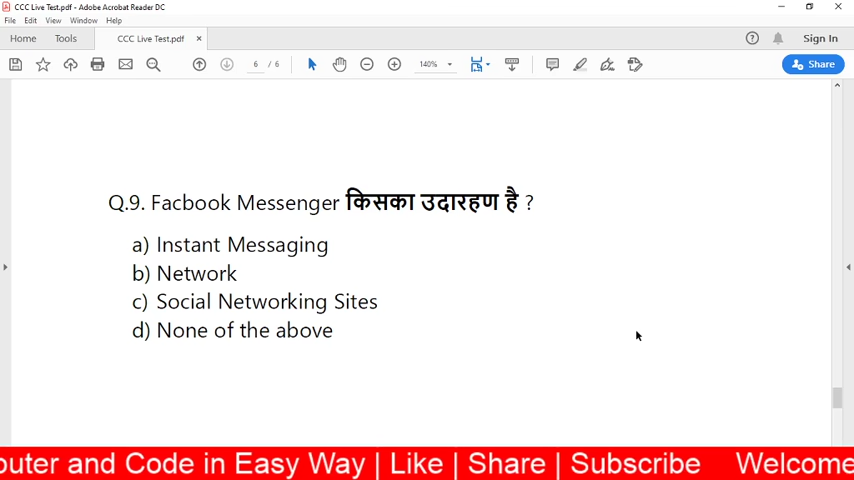 CCC Live Test.pdf - Adobe Acrobat Reader DC
File Edit View Window Help
Home Tools CCC Live Test.pdf × Sign In
6 / 6 140% Share
Q.9. Facbook Messenger किसका उदारहण है ?
a) Instant Messaging
b) Network
c) Social Networking Sites
d) None of the above
outer and Code in Easy Way | Like | Share | Subscribe Welcome